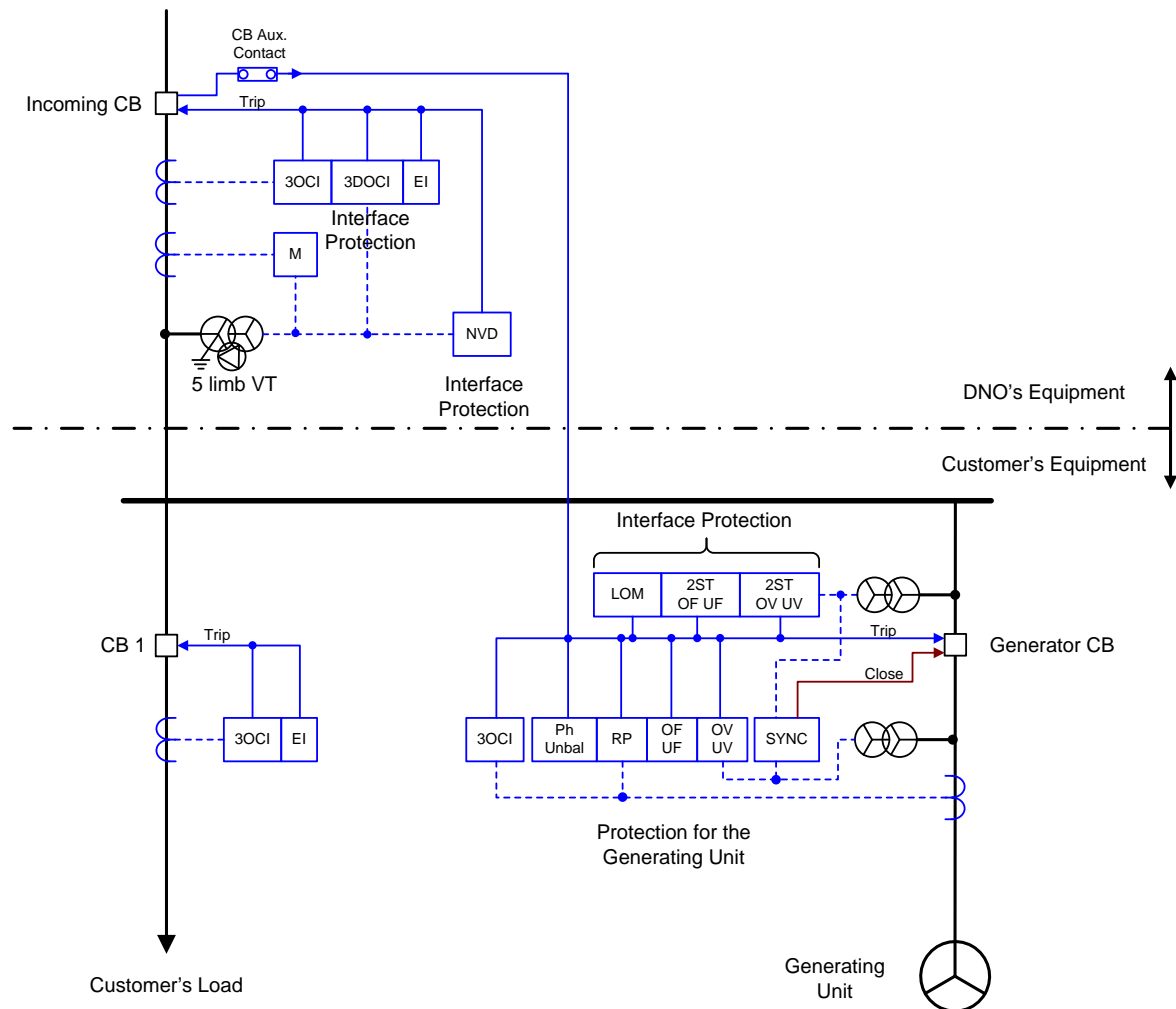 CB Aux.
Contact
Incoming CB
Trip
3OCI
3DOCI
EI
Interface
Protection
M
NVD
5 limb VT
Interface
Protection
DNO's Equipment
Customer's Equipment
Interface Protection
LOM
2ST
OF UF
2ST
OV UV
CB 1
Trip
Trip
Generator CB
Close
3OCI
EI
3OCI
Ph
Unbal
RP
OF
UF
OV
UV
SYNC
Protection for the
Generating Unit
Customer's Load
Generating
Unit